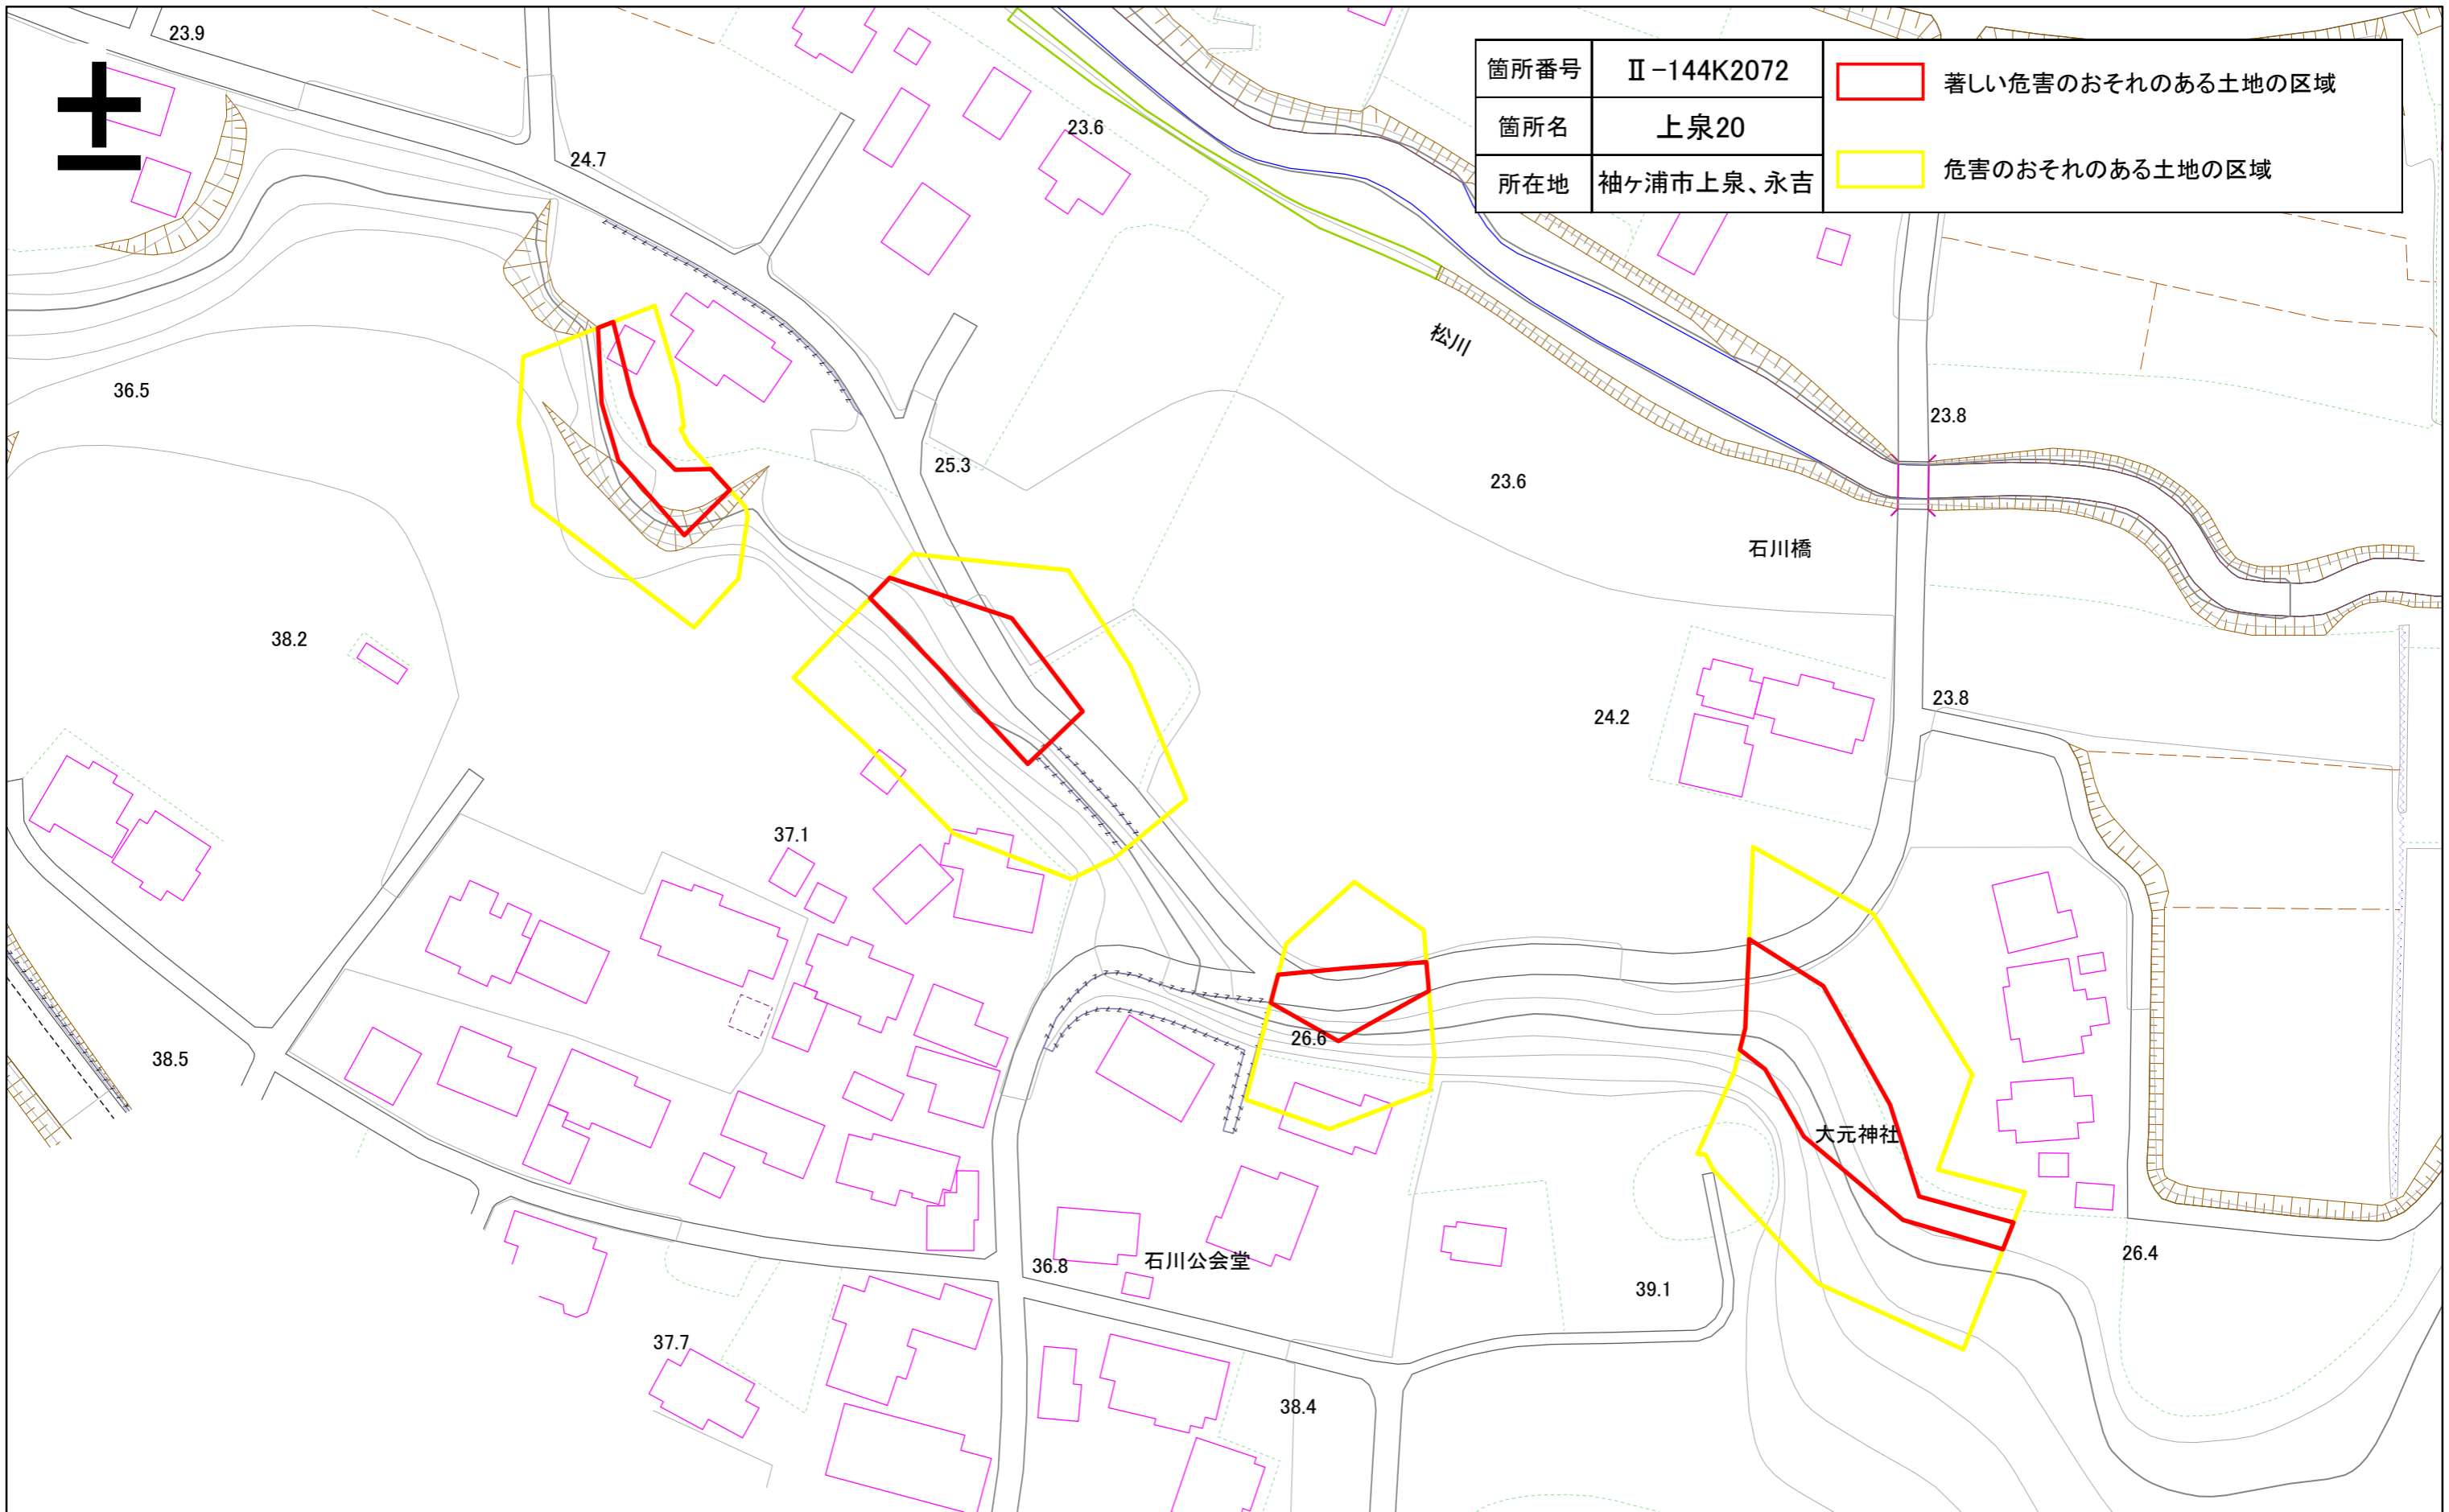 箇所番号 Ⅱ-144K2072
箇所名 上泉20
所在地 袖ヶ浦市上泉、永吉
著しい危害のおそれのある土地の区域
危害のおそれのある土地の区域
23.9
24.7
23.6
松川
36.5
23.8
25.3
23.6
石川橋
38.2
23.8
24.2
37.1
26.6
38.5
大元神社
26.4
石川公会堂
36.8
39.1
37.7
38.4